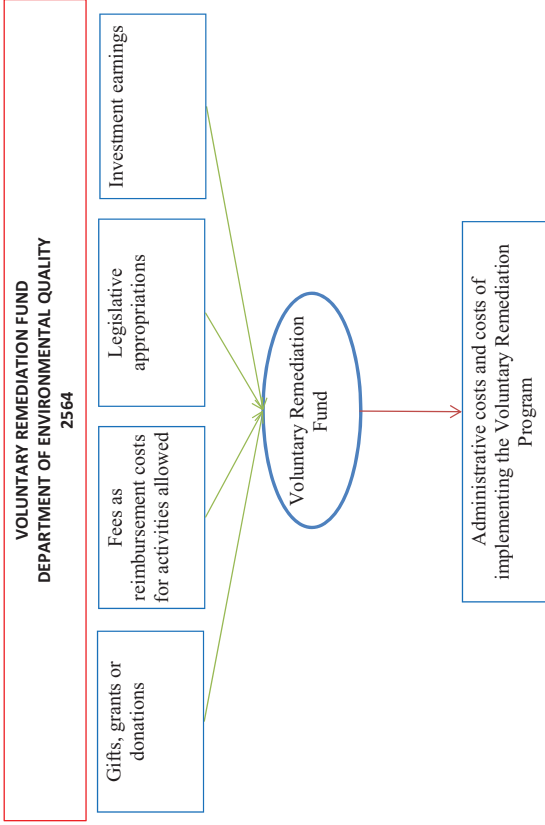 VOLUNTARY REMEDIATION FUND
DEPARTMENT OF ENVIRONMENTAL QUALITY
2564
Gifts, grants or
donations
Fees as
reimbursement costs
for activities allowed
Legislative
appropriations
Investment earnings
Voluntary Remediation
Fund
Administrative costs and costs of
implementing the Voluntary Remediation
Program